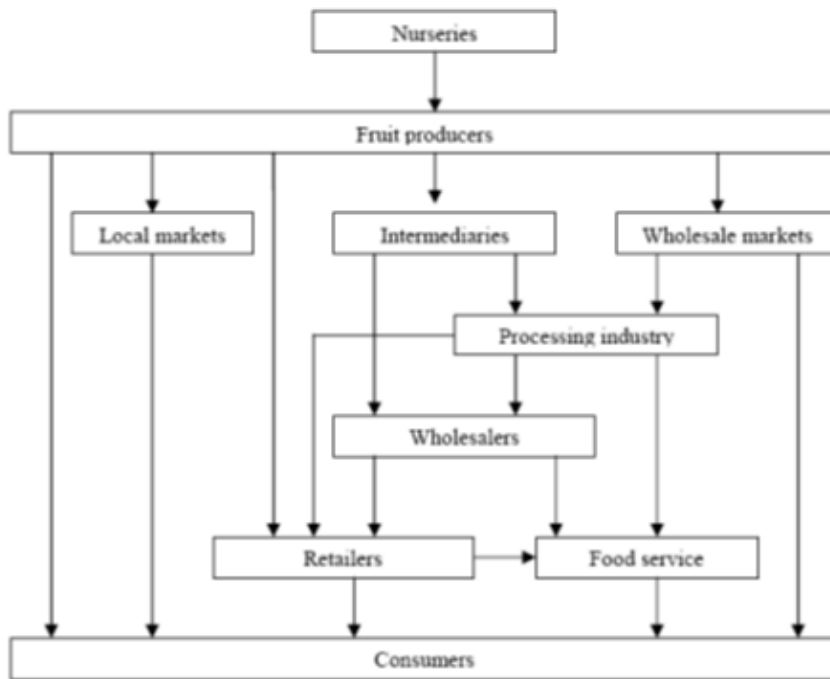 Nurseries
Fruit producers
Local markets
Intermediaries
Wholesale markets
Processing industry
Wholesalers
Retailers
Food service
Consumers